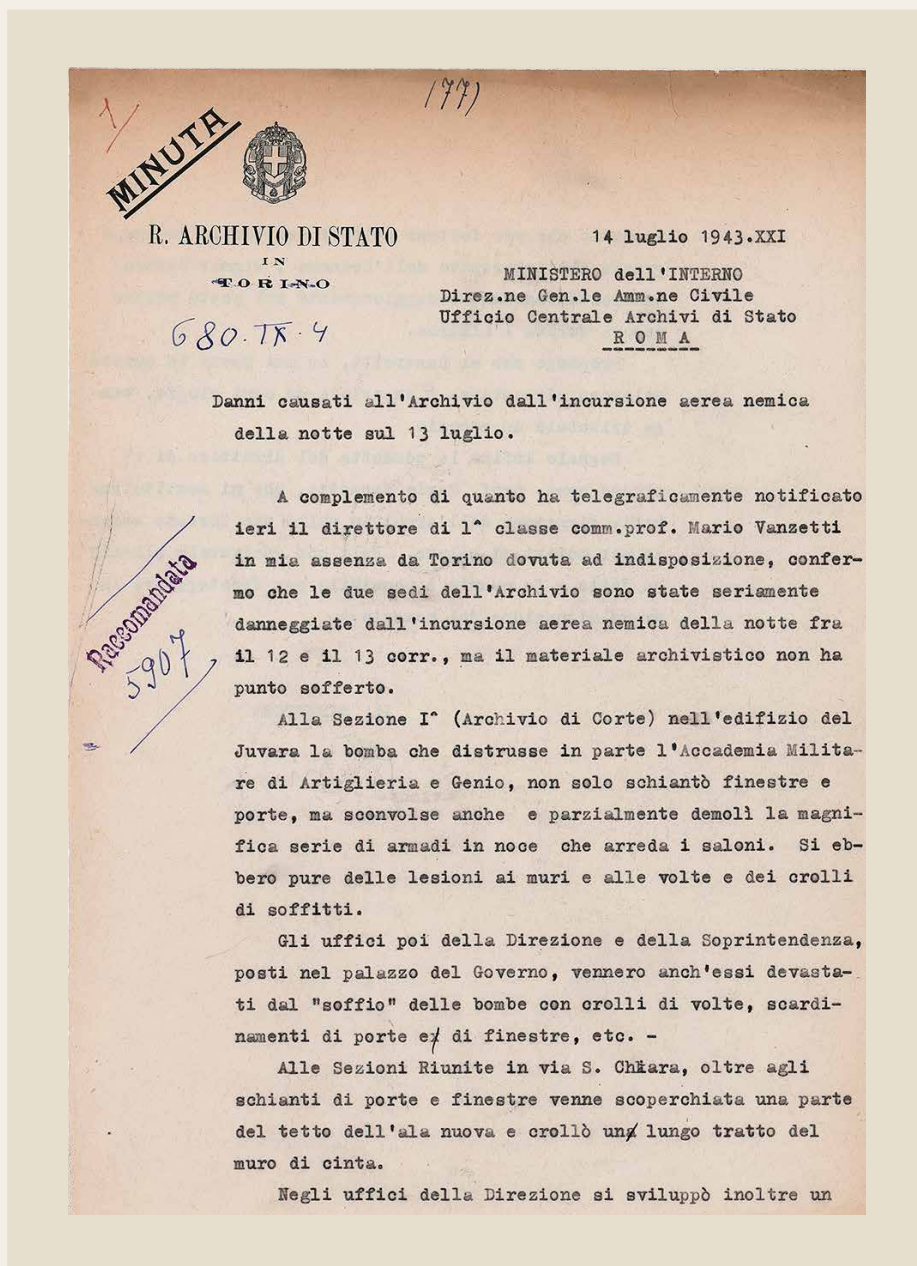 1/
177)
MINUTA
R. ARCHIVIO DI STATO
IN
TORINO
680.IX.4
14 luglio 1943.XXI
MINISTERO dell'INTERNO
Direz.ne Gen.le Amm.ne Civile
Ufficio Centrale Archivi di Stato
R O M A
Danni causati all'Archivio dall'incursione aerea nemica
della notte sul 13 luglio.
Raccomandata
5907
A complemento di quanto ha telegraficamente notificato
ieri il direttore di 1^ classe comm.prof. Mario Vanzetti
in mia assenza da Torino dovuta ad indisposizione, confer-
mo che le due sedi dell'Archivio sono state seriamente
danneggiate dall'incursione aerea nemica della notte fra
il 12 e il 13 corr., ma il materiale archivistico non ha
punto sofferto.
Alla Sezione I^ (Archivio di Corte) nell'edifizio del
Juvara la bomba che distrusse in parte l'Accademia Milita-
re di Artiglieria e Genio, non solo schiantò finestre e
porte, ma sconvolse anche e parzialmente demolì la magni-
fica serie di armadi in noce che arreda i saloni. Si eb-
bero pure delle lesioni ai muri e alle volte e dei crolli
di soffitti.
Gli uffici poi della Direzione e della Soprintendenza,
posti nel palazzo del Governo, vennero anch'essi devasta-
ti dal "soffio" delle bombe con crolli di volte, scardi-
namenti di porte e di finestre, etc. -
Alle Sezioni Riunite in via S. Chiara, oltre agli
schianti di porte e finestre venne scoperchiata una parte
del tetto dell'ala nuova e crollò un lungo tratto del
muro di cinta.
Negli uffici della Direzione si sviluppò inoltre un